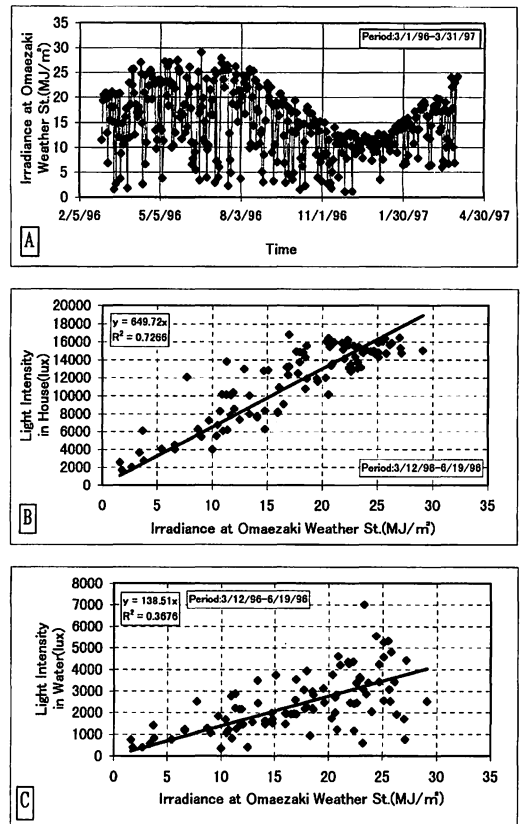 Irradiance at Omaezaki
Weather St.(MJ/㎡)
35
30
25
20
15
10
5
0
Period:3/1/96-3/31/97
2/5/96 5/5/96 8/3/96 11/1/96 1/30/97 4/30/97
Time
A
Light Intensity
in House(lux)
20000
18000
16000
14000
12000
10000
8000
6000
4000
2000
0
y = 649.72x
R² = 0.7266
Period:3/12/96-6/19/96
0 5 10 15 20 25 30 35
Irradiance at Omaezaki Weather St.(MJ/㎡)
B
Light Intensity
in Water(lux)
8000
7000
6000
5000
4000
3000
2000
1000
0
y = 138.51x
R² = 0.3676
Period:3/12/96-6/19/96
0 5 10 15 20 25 30 35
Irradiance at Omaezaki Weather St.(MJ/㎡)
C